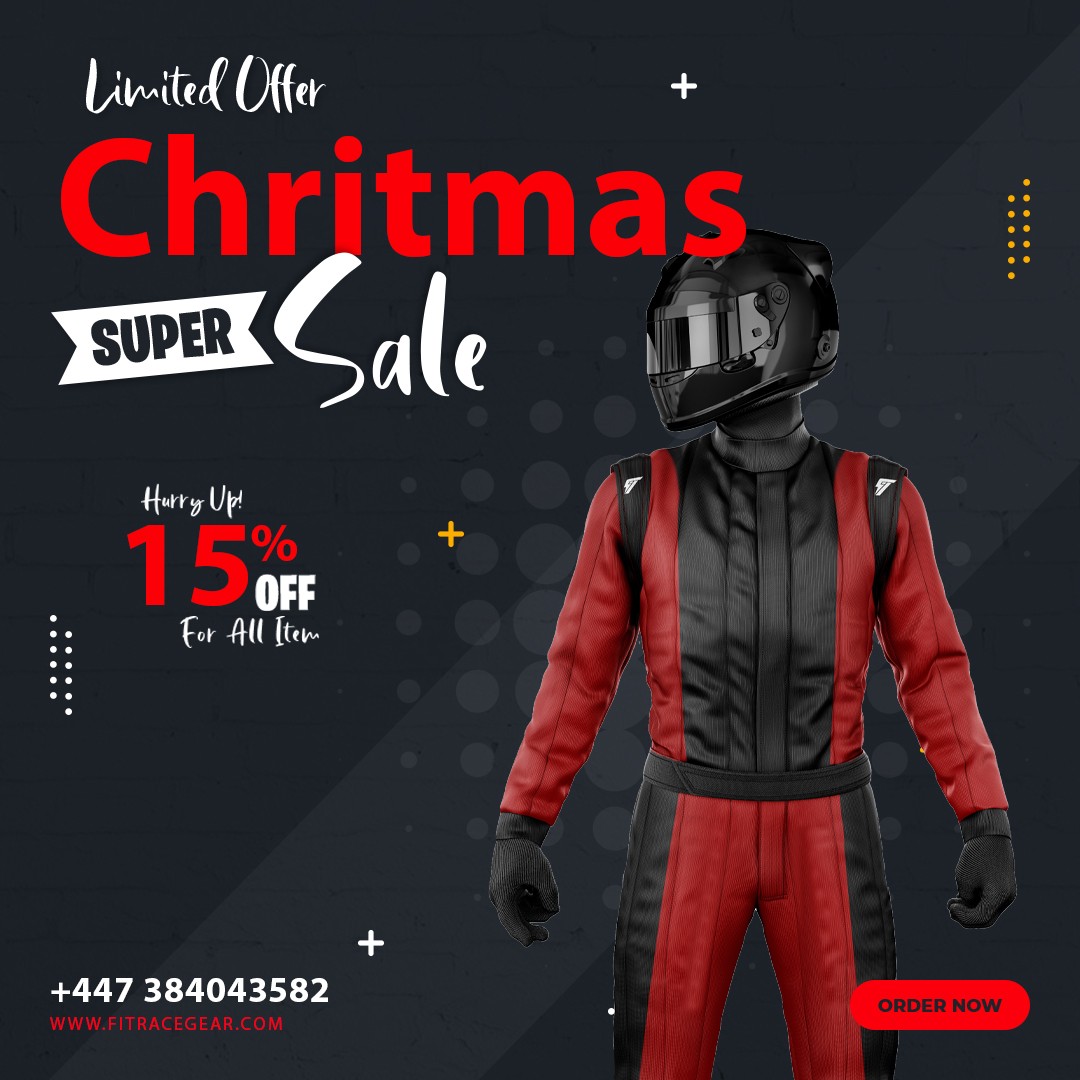 Limited Offer
Chritmas
SUPER Sale
Hurry Up!
15%
OFF
For All Item
+447 384043582
WWW.FITRACEGEAR.COM
ORDER NOW